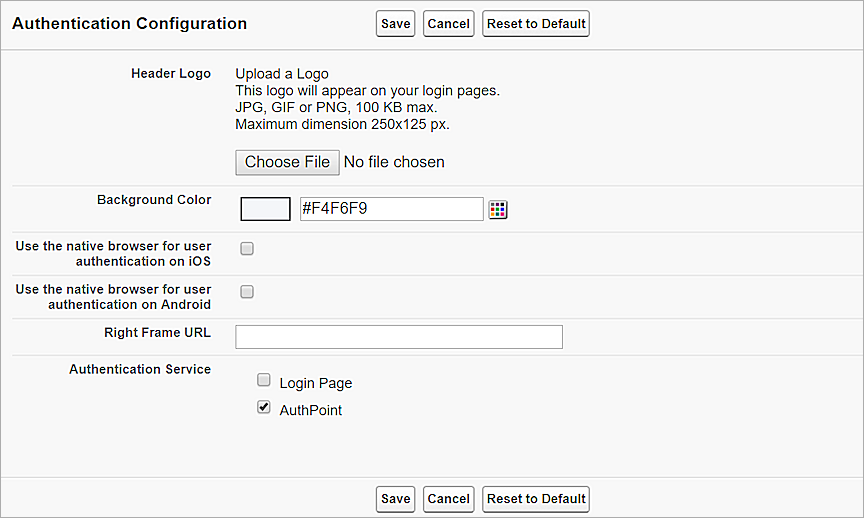 Authentication Configuration Save Cancel Reset to Default
Header Logo Upload a Logo
This logo will appear on your login pages.
JPG, GIF or PNG, 100 KB max.
Maximum dimension 250x125 px.
Choose File No file chosen
Background Color #F4F6F9
Use the native browser for user
authentication on iOS
Use the native browser for user
authentication on Android
Right Frame URL
Authentication Service
Login Page
AuthPoint
Save Cancel Reset to Default